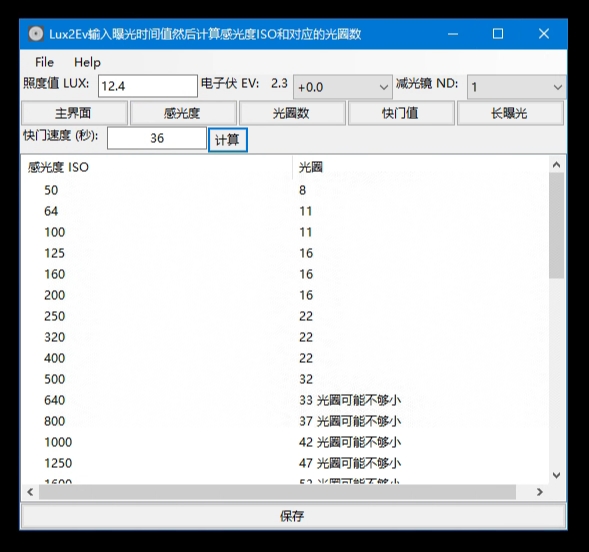 Lux2Ev输入曝光时间值然后计算感光度ISO和对应的光圈数
File Help
照度值 LUX: 12.4 电子伏 EV: 2.3 +0.0 减光镜 ND: 1
主界面 感光度 光圈数 快门值 长曝光
快门速度 (秒): 36 计算
感光度 ISO 光圈
50 8
64 11
100 11
125 16
160 16
200 16
250 22
320 22
400 22
500 32
640 33 光圈可能不够小
800 37 光圈可能不够小
1000 42 光圈可能不够小
1250 47 光圈可能不够小
1600 53 光圈可能不够小
保存